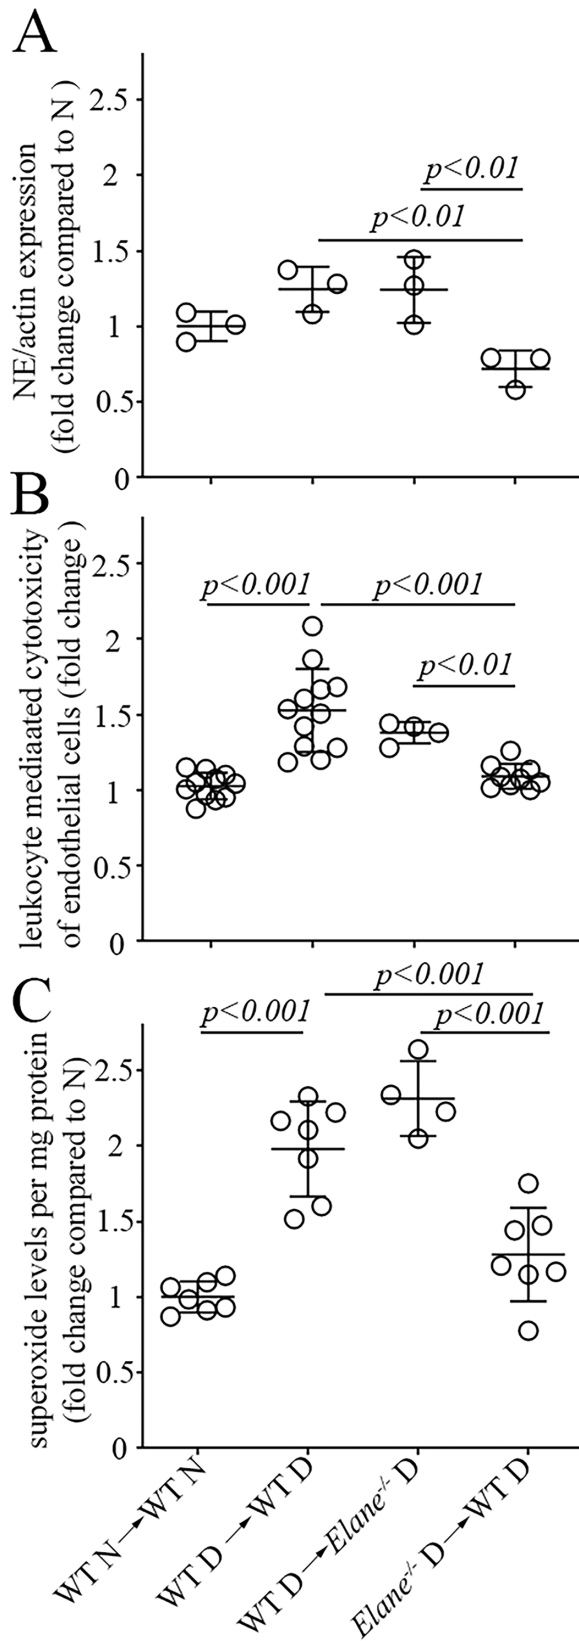 A
NE/actin expression
(fold change compared to N )
2.5
2
1.5
1
0.5
0
p<0.01
p<0.01
B
leukocyte mediaated cytotoxicity
of endothelial cells (fold change )
2.5
2
1.5
1
0.5
0
p<0.001
p<0.001
p<0.01
C
superoxide levels per mg protein
(fold change compared to N)
2.5
2
1.5
1
0.5
0
p<0.001
p<0.001
p<0.001
WT N→WT N
WT D→WT D
WT D→Elane-/- D
Elane-/- D→WT D